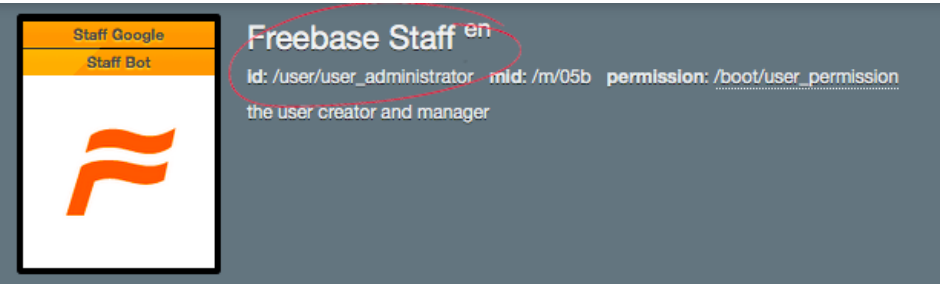 Staff Google
Staff Bot
Freebase Staff en
id: /user/user_administrator mid: /m/05b permission: /boot/user_permission
the user creator and manager